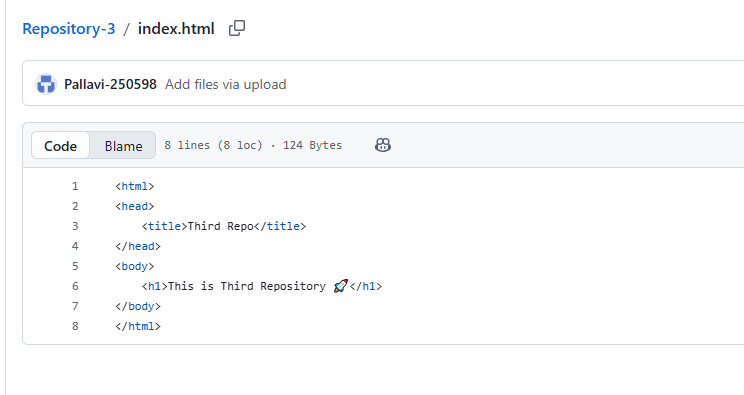 Repository-3 / index.html
Pallavi-250598 Add files via upload
Code Blame 8 lines (8 loc) · 124 Bytes
1 <html>
2 <head>
3     <title>Third Repo</title>
4 </head>
5 <body>
6     <h1>This is Third Repository 🚀</h1>
7 </body>
8 </html>